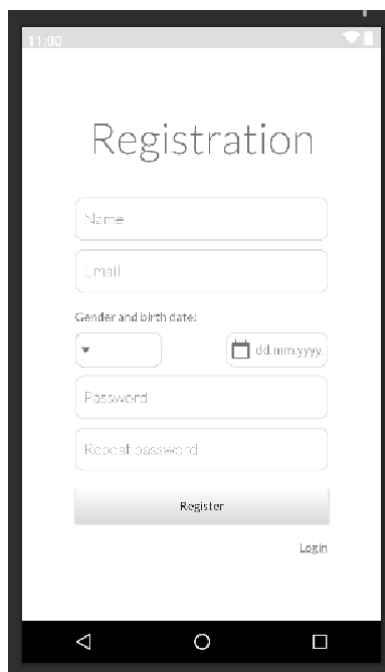 11:00
Registration
Name
Email
Gender and birth date:
dd.mm.yyyy.
Password
Repeat password
Register
Login